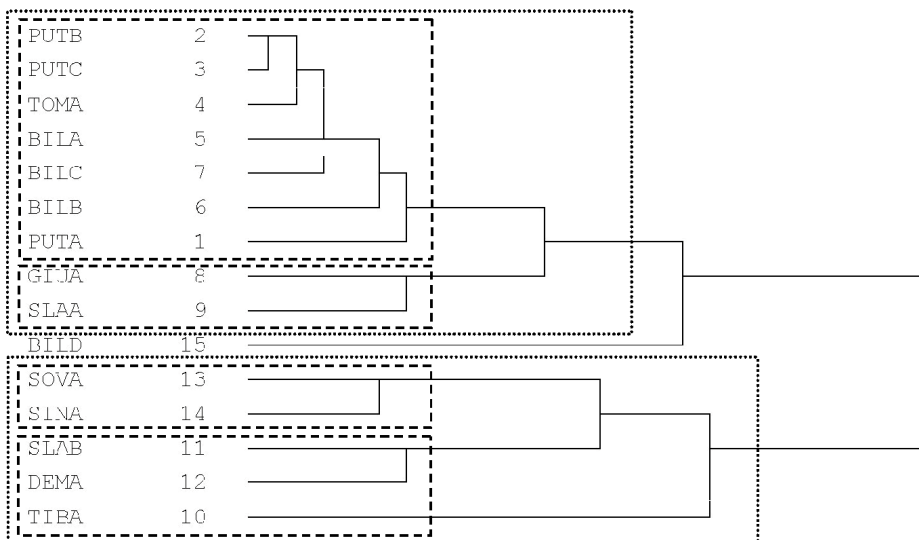 PUTB 2
PUTC 3
TOMA 4
BILA 5
BILC 7
BILB 6
PUTA 1
GIJA 8
SLAA 9
BILD 15
SOVA 13
SINA 14
SLAB 11
DEMA 12
TIBA 10